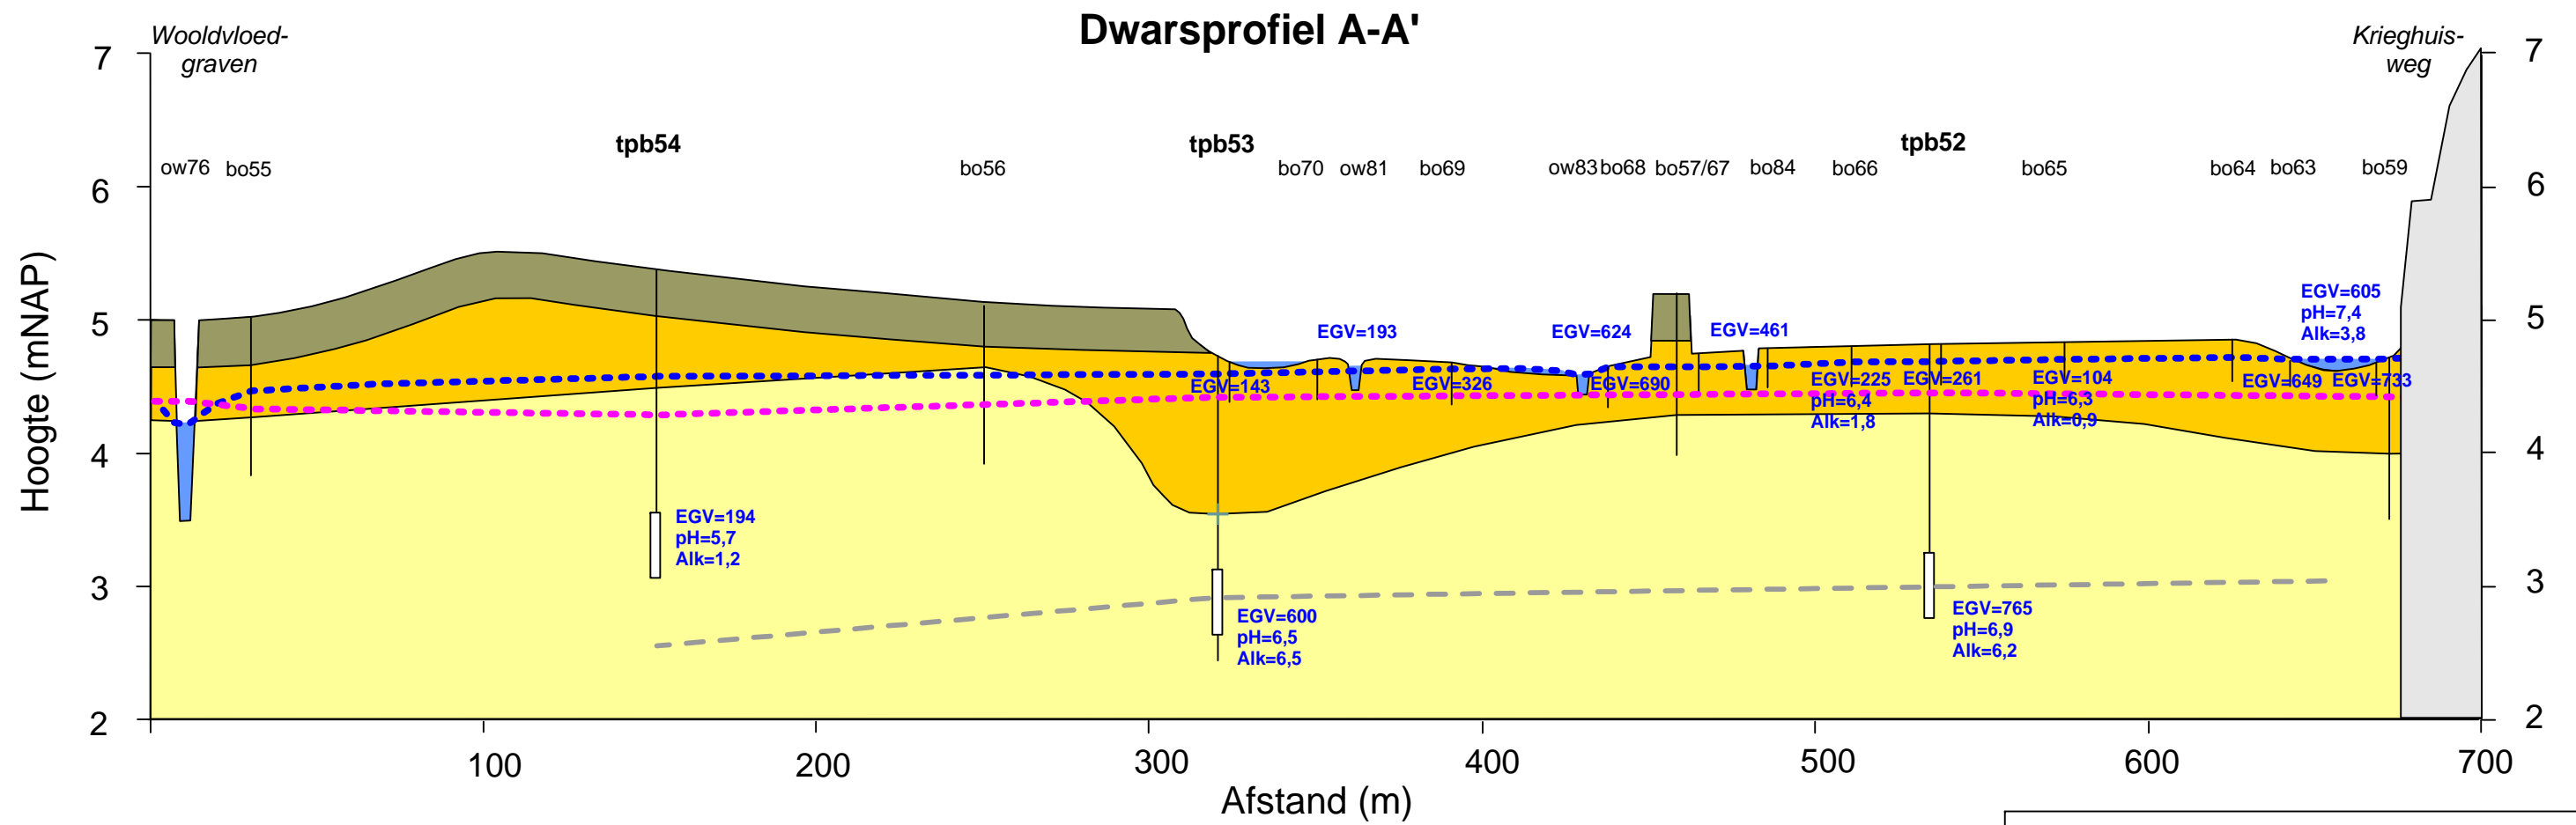 Dwarsprofiel A-A'
Wooldvloed-
graven
Krieghuis-
weg
7
7
tpb54
tpb53
tpb52
ow76
bo55
bo56
bo70
ow81
bo69
ow83
bo68
bo57/67
bo84
bo66
bo65
bo64
bo63
bo59
6
6
Hoogte (mNAP)
5
5
EGV=193
EGV=624
EGV=461
EGV=605
pH=7,4
Alk=3,8
EGV=143
EGV=326
EGV=690
EGV=225
pH=6,4
Alk=1,8
EGV=261
EGV=104
pH=6,3
Alk=0,9
EGV=649
EGV=733
4
4
EGV=194
pH=5,7
Alk=1,2
3
3
EGV=600
pH=6,5
Alk=6,5
EGV=765
pH=6,9
Alk=6,2
2
2
100
200
300
400
500
600
700
Afstand (m)